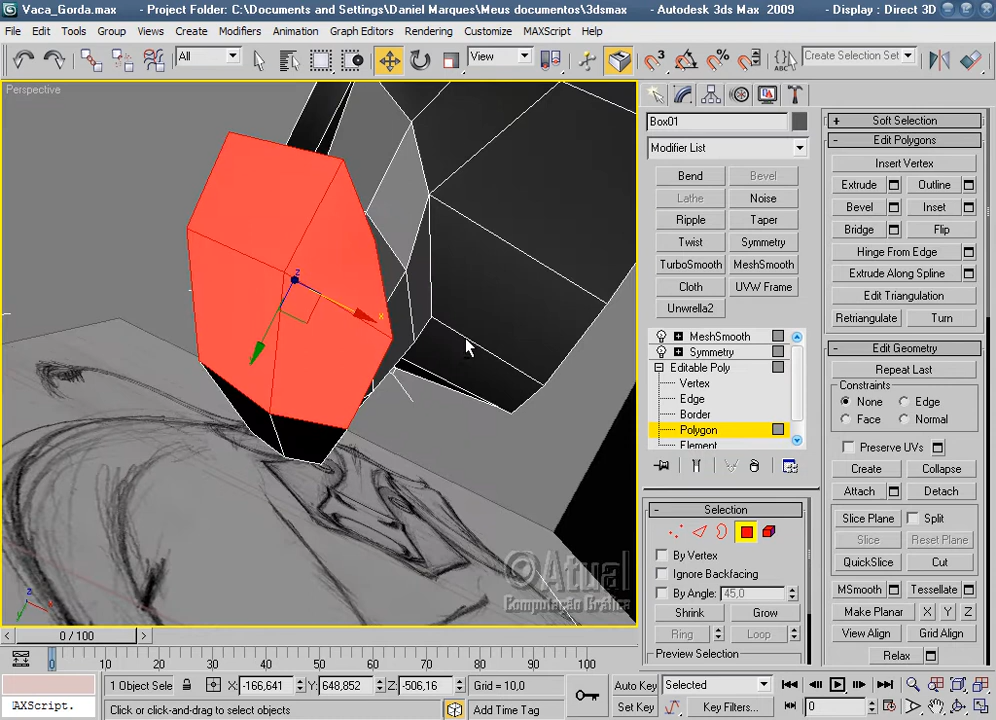 Vaca_Gorda.max - Project Folder: C:\Documents and Settings\Daniel Marques\Meus documentos\3dsmax - Autodesk 3ds Max 2009 - Display : Direct 3D
File Edit Tools Group Views Create Modifiers Animation Graph Editors Rendering Customize MAXScript Help
All View Create Selection Set
Perspective
Box01
Modifier List
Bend Bevel
Lathe Noise
Ripple Taper
Twist Symmetry
TurboSmooth MeshSmooth
Cloth UVW Frame
Unwrella2
MeshSmooth
Symmetry
Editable Poly
Vertex
Edge
Border
Polygon
Element
Selection
By Vertex
Ignore Backfacing
By Angle: 45,0
Shrink Grow
Ring Loop
Preview Selection
Soft Selection
Edit Polygons
Insert Vertex
Extrude Outline
Bevel Inset
Bridge Flip
Hinge From Edge
Extrude Along Spline
Edit Triangulation
Retriangulate Turn
Edit Geometry
Repeat Last
Constraints
None Edge
Face Normal
Preserve UVs
Create Collapse
Attach Detach
Slice Plane Split
Slice Reset Plane
QuickSlice Cut
MSmooth Tessellate
Make Planar X Y Z
View Align Grid Align
Relax
z
x
©Atual
Computação Gráfica
z
x
y
0 / 100
0 10 20 30 40 50 60 70 80 90 100
1 Object Sele X: -166,641 Y: 648,852 Z: -506,16 Grid = 10,0 Auto Key Selected
AXScript. Click or click-and-drag to select objects Add Time Tag Set Key Key Filters... 0